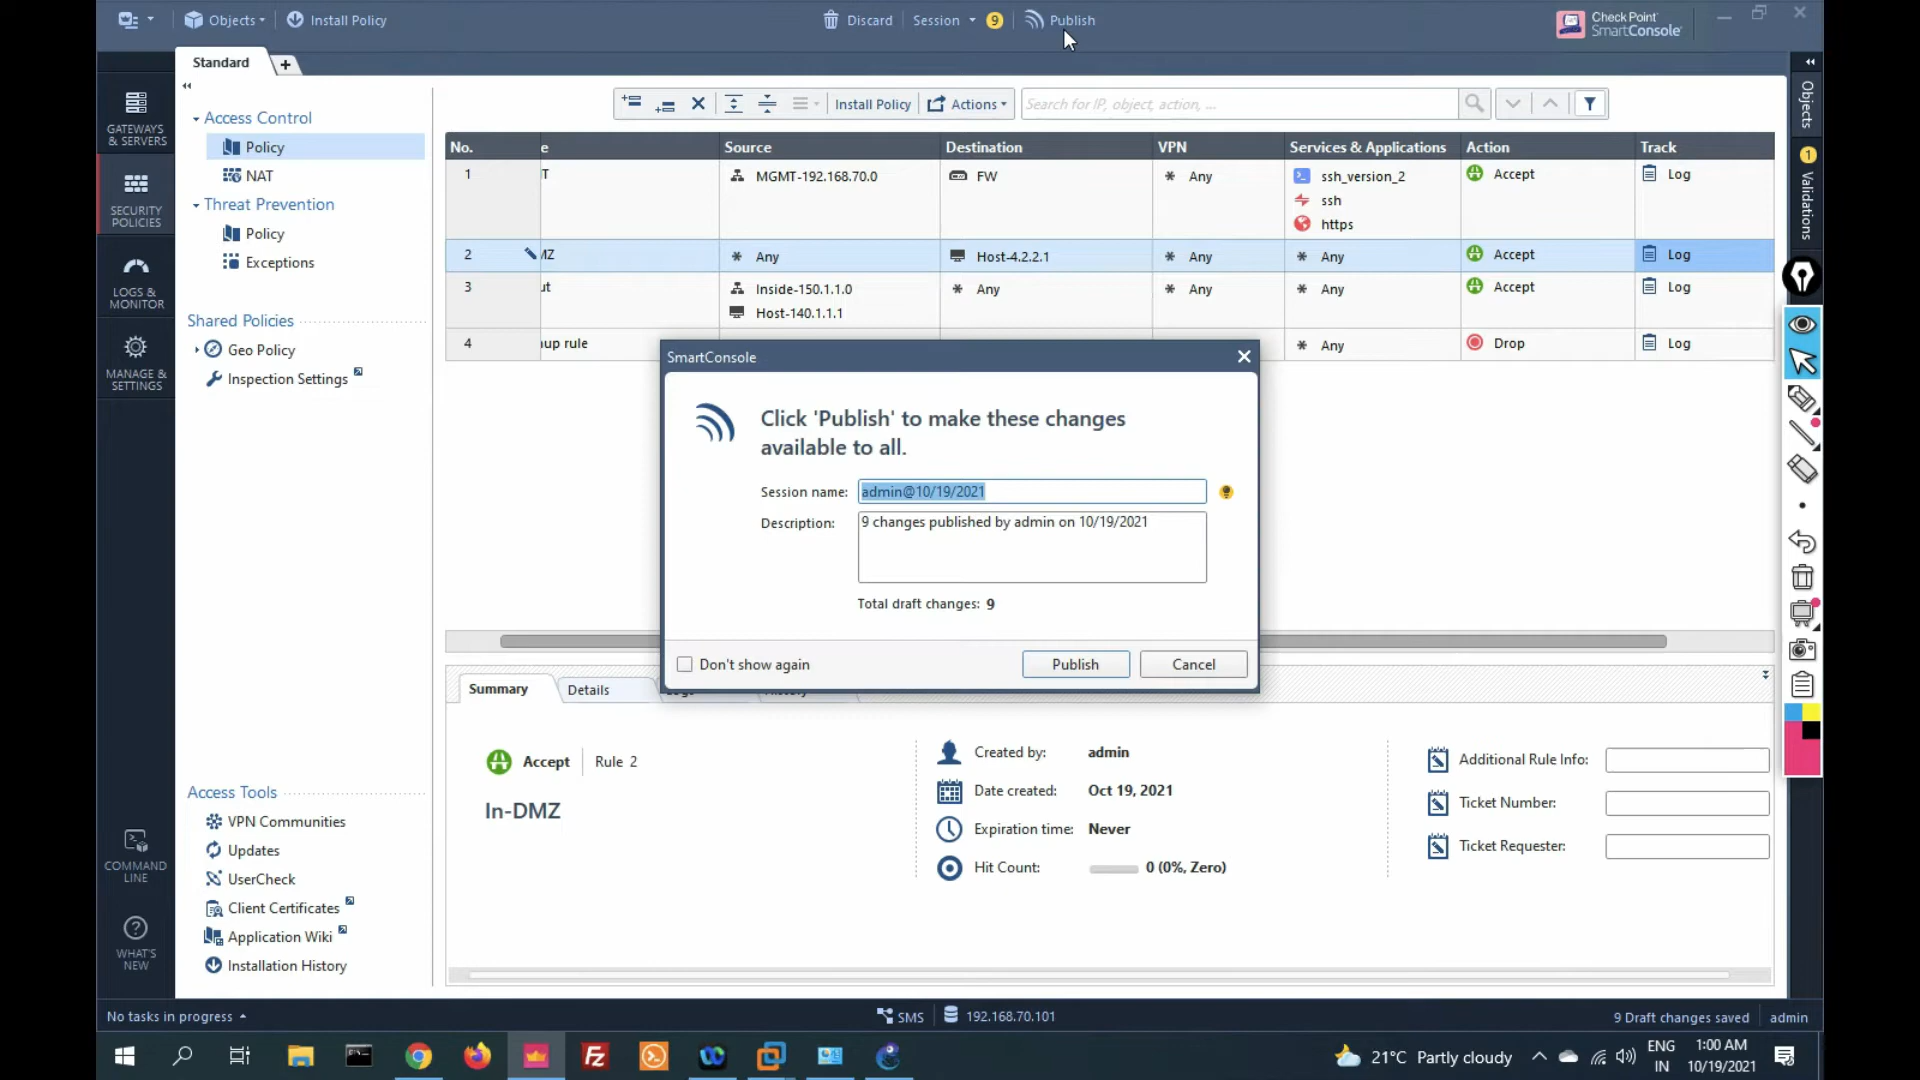 Objects
Install Policy
Discard
Session
9
Publish
Check Point
SmartConsole
Standard
+
GATEWAYS
& SERVERS
SECURITY
POLICIES
LOGS &
MONITOR
MANAGE &
SETTINGS
COMMAND
LINE
WHAT'S
NEW
Access Control
Policy
NAT
Threat Prevention
Policy
Exceptions
Shared Policies
Geo Policy
Inspection Settings
Access Tools
VPN Communities
Updates
UserCheck
Client Certificates
Application Wiki
Installation History
Install Policy
Actions
Search for IP, object, action, ...
No. e Source Destination VPN Services & Applications Action Track
1 T MGMT-192.168.70.0 FW Any ssh_version_2 Accept Log
ssh
https
2 MZ Any Host-4.2.2.1 Any Any Accept Log
3 ut Inside-150.1.1.0 Any Any Any Accept Log
Host-140.1.1.1
4 nup rule Any Drop Log
SmartConsole
Click 'Publish' to make these changes
available to all.
Session name: admin@10/19/2021
Description: 9 changes published by admin on 10/19/2021
Total draft changes: 9
Don't show again
Publish
Cancel
Summary
Details
Accept
Rule 2
In-DMZ
Created by: admin
Date created: Oct 19, 2021
Expiration time: Never
Hit Count: 0 (0%, Zero)
Additional Rule Info:
Ticket Number:
Ticket Requester:
Objects
1
Validations
No tasks in progress
SMS
192.168.70.101
9 Draft changes saved
admin
21°C Partly cloudy
ENG
IN
1:00 AM
10/19/2021